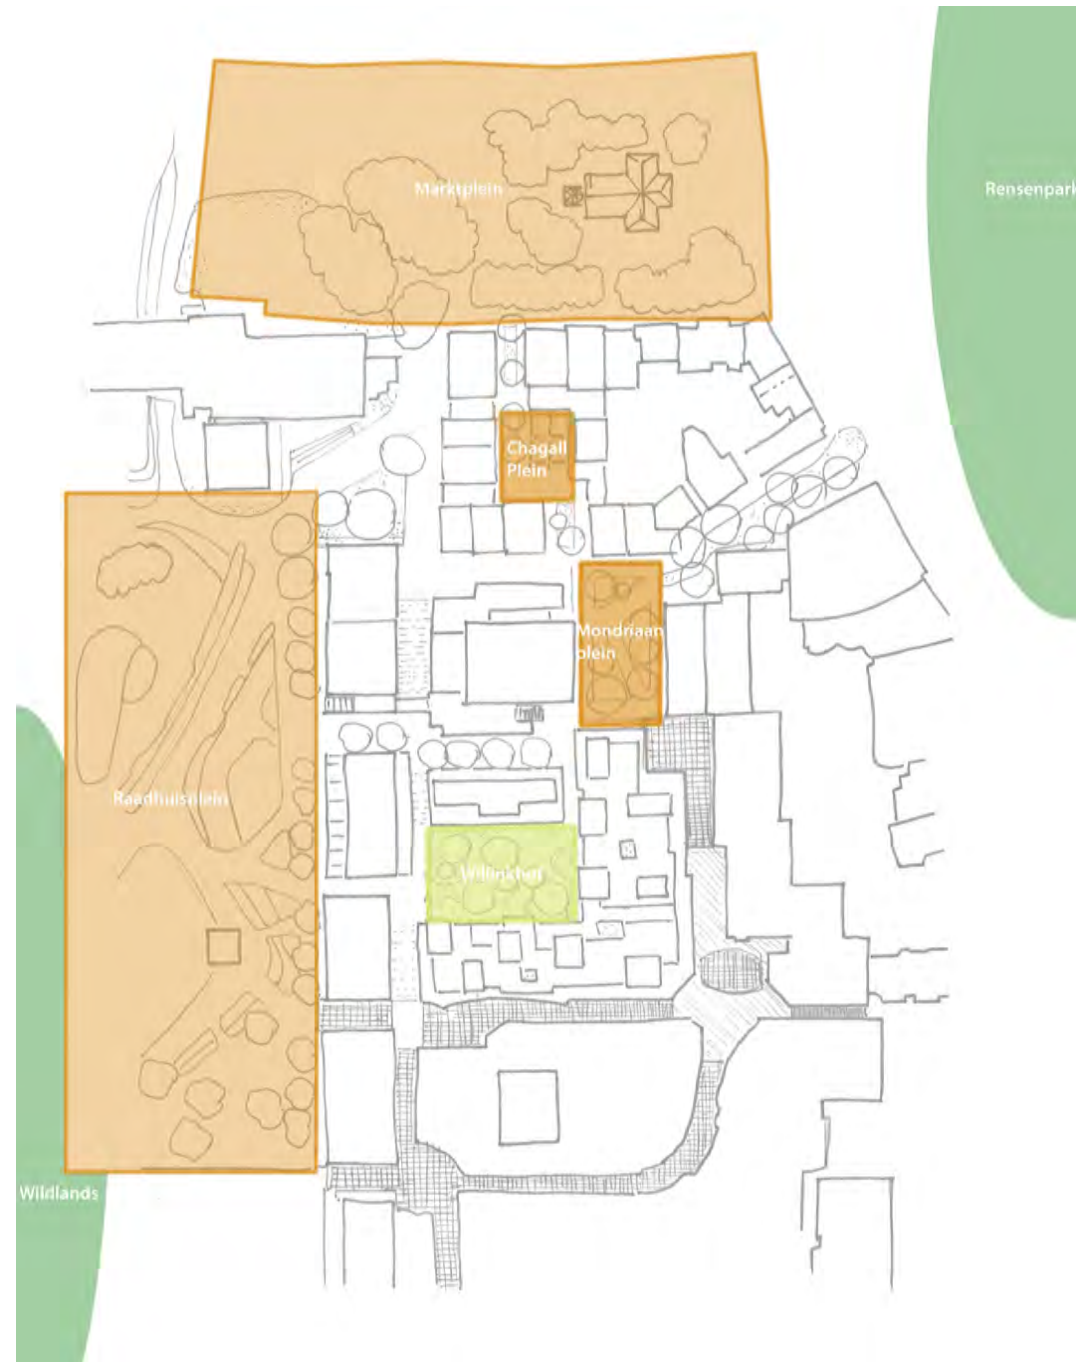 Marktplein
Rensenpark
Chagall
Plein
Mondriaan
plein
Raadhuisplein
Willinkhof
Wildlands